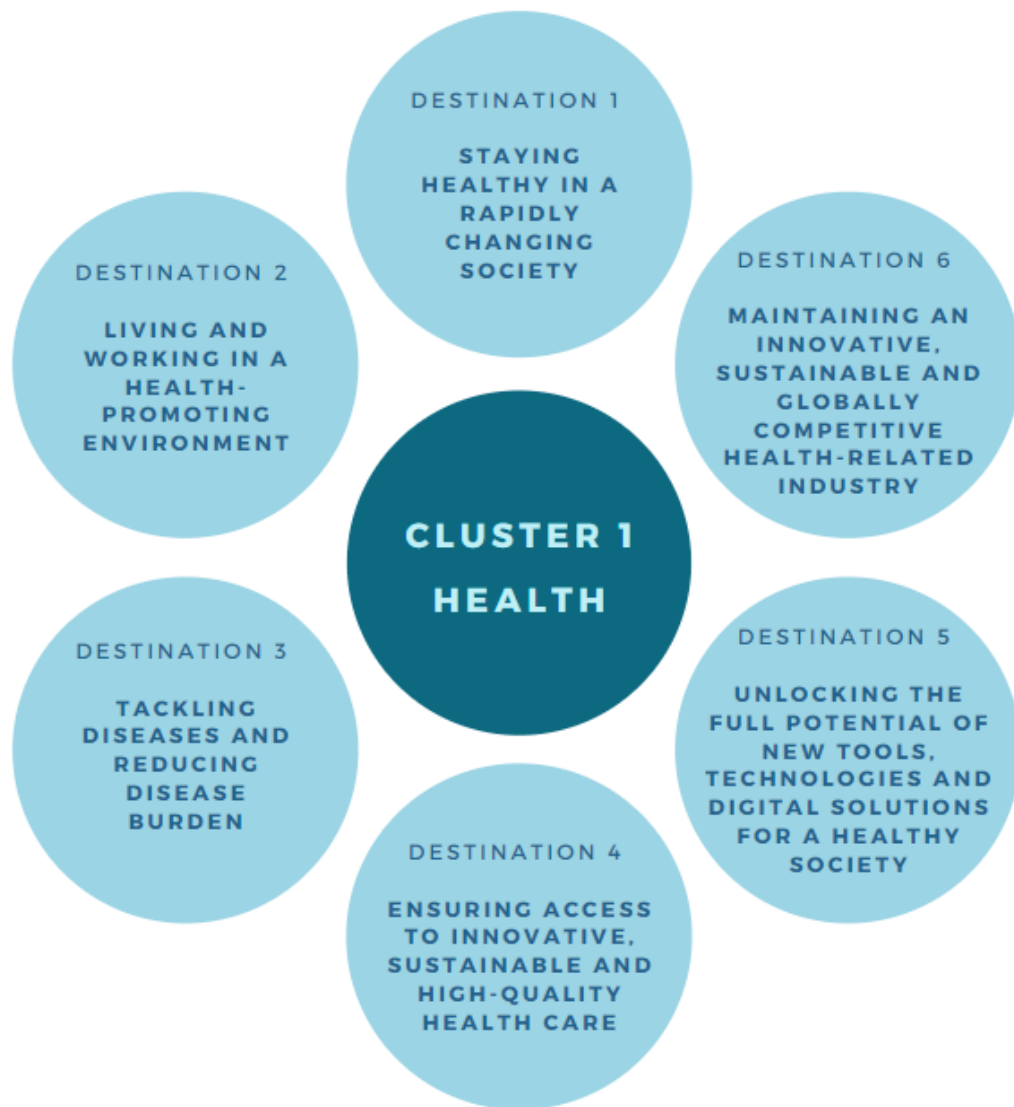 DESTINATION 1
STAYING
HEALTHY IN A
RAPIDLY
CHANGING
SOCIETY
DESTINATION 2
LIVING AND
WORKING IN A
HEALTH-
PROMOTING
ENVIRONMENT
DESTINATION 6
MAINTAINING AN
INNOVATIVE,
SUSTAINABLE AND
GLOBALLY
COMPETITIVE
HEALTH-RELATED
INDUSTRY
CLUSTER 1
HEALTH
DESTINATION 3
TACKLING
DISEASES AND
REDUCING
DISEASE
BURDEN
DESTINATION 5
UNLOCKING THE
FULL POTENTIAL OF
NEW TOOLS,
TECHNOLOGIES AND
DIGITAL SOLUTIONS
FOR A HEALTHY
SOCIETY
DESTINATION 4
ENSURING ACCESS
TO INNOVATIVE,
SUSTAINABLE AND
HIGH-QUALITY
HEALTH CARE